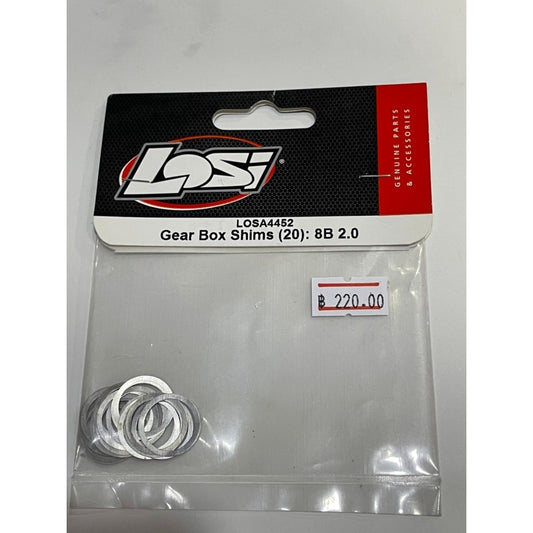 LOSi®
GENUINE PARTS
& ACCESSORIES
LOSA4452
Gear Box Shims (20): 8B 2.0
฿ 220.00